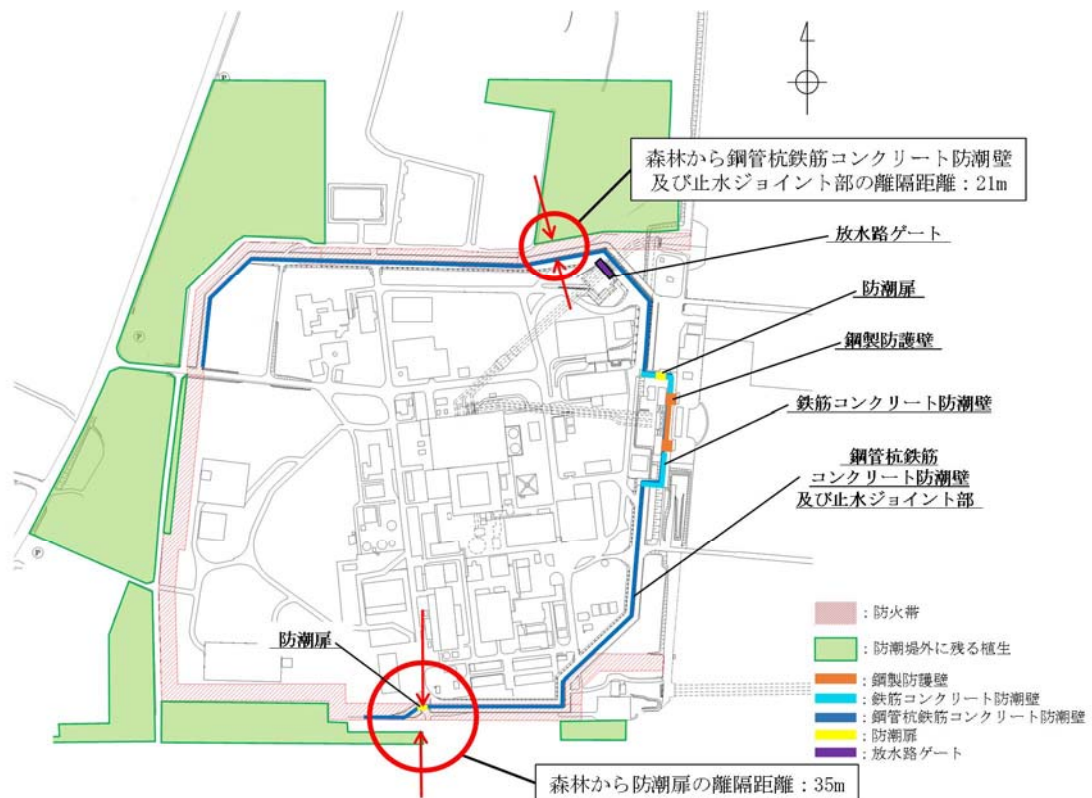 森林から鋼管杭鉄筋コンクリート防潮壁
及び止水ジョイント部の離隔距離：21m
放水路ゲート
防潮扉
鋼製防護壁
鉄筋コンクリート防潮壁
鋼管杭鉄筋
コンクリート防潮壁
及び止水ジョイント部
防潮扉
：防火帯
：防潮堤外に残る植生
：鋼製防護壁
：鉄筋コンクリート防潮壁
：鋼管杭鉄筋コンクリート防潮壁
：防潮扉
：放水路ゲート
森林から防潮扉の離隔距離：35m
P
P
P